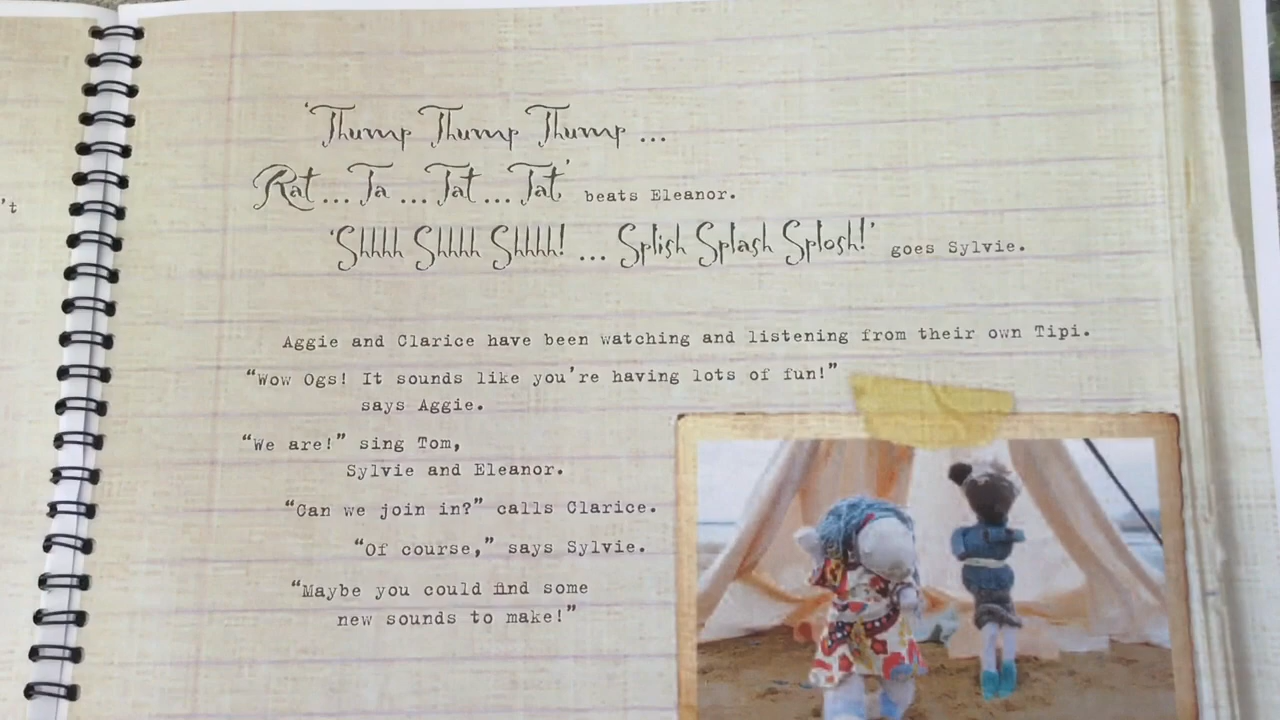 't
‘Thump Thump Thump ...
Rat ... Ta ... Tat ... Tat’ beats Eleanor.
‘Shhhh Shhhh Shhhh! ... Splish Splash Splosh!’ goes Sylvie.
Aggie and Clarice have been watching and listening from their own Tipi.
“Wow Ogs! It sounds like you’re having lots of fun!”
says Aggie.
“We are!” sing Tom,
Sylvie and Eleanor.
“Can we join in?” calls Clarice.
“Of course,” says Sylvie.
“Maybe you could find some
new sounds to make!”